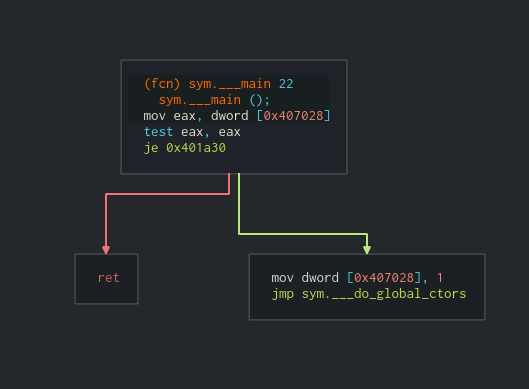 (fcn) sym.___main 22
sym.___main ();
mov eax, dword [0x407028]
test eax, eax
je 0x401a30
ret
mov dword [0x407028], 1
jmp sym.___do_global_ctors